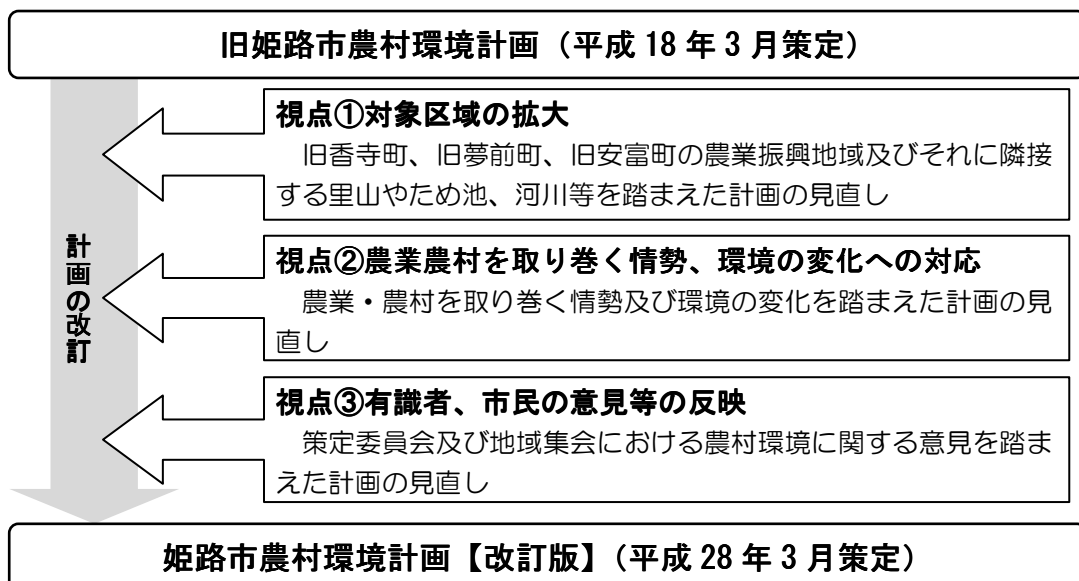 旧姫路市農村環境計画（平成 18 年 3 月策定）
視点①対象区域の拡大
旧香寺町、旧夢前町、旧安富町の農業振興地域及びそれに隣接
する里山やため池、河川等を踏まえた計画の見直し
計画の改訂
視点②農業農村を取り巻く情勢、環境の変化への対応
農業・農村を取り巻く情勢及び環境の変化を踏まえた計画の見
直し
視点③有識者、市民の意見等の反映
策定委員会及び地域集会における農村環境に関する意見を踏ま
えた計画の見直し
姫路市農村環境計画【改訂版】（平成 28 年 3 月策定）